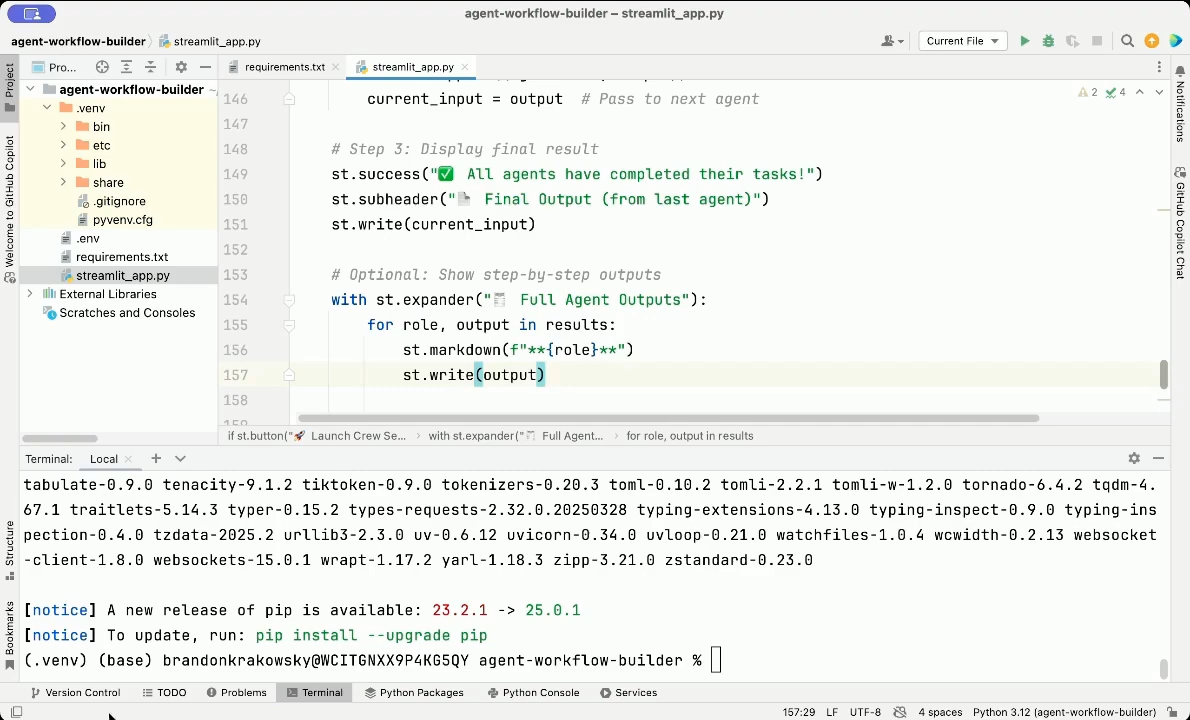 agent-workflow-builder – streamlit_app.py
agent-workflow-builder
streamlit_app.py
Current File
Pro...
requirements.txt
streamlit_app.py
Project
Welcome to GitHub Copilot
Structure
Bookmarks
agent-workflow-builder ~/
.venv
bin
etc
lib
share
.gitignore
pyvenv.cfg
.env
requirements.txt
streamlit_app.py
External Libraries
Scratches and Consoles
2 4
146 current_input = output # Pass to next agent
147
148 # Step 3: Display final result
149 st.success("✅ All agents have completed their tasks!")
150 st.subheader("📄 Final Output (from last agent)")
151 st.write(current_input)
152
153 # Optional: Show step-by-step outputs
154 with st.expander("🧾 Full Agent Outputs"):
155 for role, output in results:
156 st.markdown(f"**{role}**")
157 st.write(output)
158
Notifications
GitHub Copilot Chat
if st.button("🚀 Launch Crew Se... › with st.expander("🧾 Full Agent... › for role, output in results
Terminal: Local
tabulate-0.9.0 tenacity-9.1.2 tiktoken-0.9.0 tokenizers-0.20.3 toml-0.10.2 tomli-2.2.1 tomli-w-1.2.0 tornado-6.4.2 tqdm-4.
67.1 traitlets-5.14.3 typer-0.15.2 types-requests-2.32.0.20250328 typing-extensions-4.13.0 typing-inspect-0.9.0 typing-ins
pection-0.4.0 tzdata-2025.2 urllib3-2.3.0 uv-0.6.12 uvicorn-0.34.0 uvloop-0.21.0 watchfiles-1.0.4 wcwidth-0.2.13 websocket
-client-1.8.0 websockets-15.0.1 wrapt-1.17.2 yarl-1.18.3 zipp-3.21.0 zstandard-0.23.0
[notice] A new release of pip is available: 23.2.1 -> 25.0.1
[notice] To update, run: pip install --upgrade pip
(.venv) (base) brandonkrakowsky@WCITGNXX9P4KG5QY agent-workflow-builder %
Version Control
TODO
Problems
Terminal
Python Packages
Python Console
Services
157:29 LF UTF-8 4 spaces Python 3.12 (agent-workflow-builder)